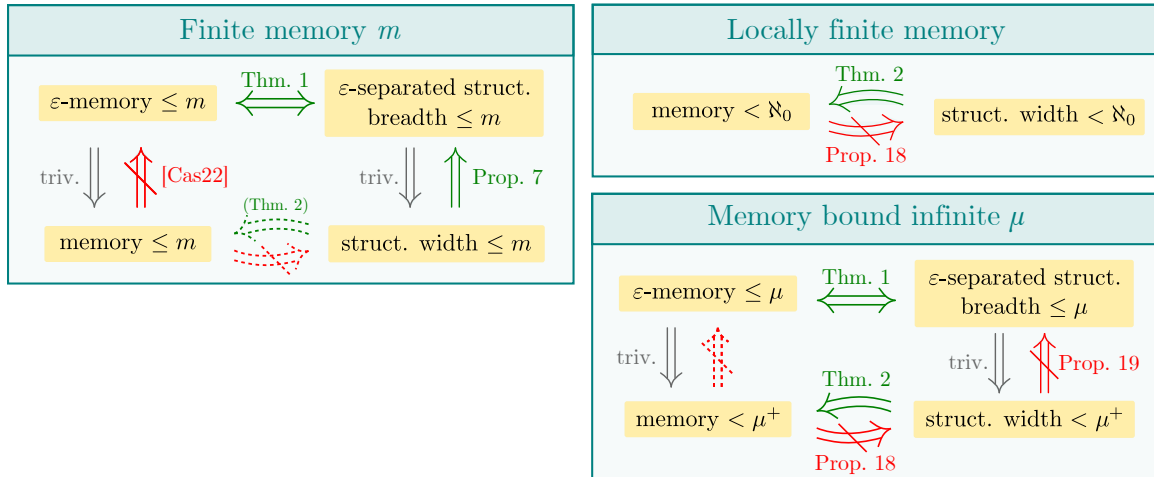 Finite memory m
Thm. 1
ε-memory ≤ m
ε-separated struct.
breadth ≤ m
triv.
[Cas22]
triv.
Prop. 7
(Thm. 2)
memory ≤ m
struct. width ≤ m
Locally finite memory
Thm. 2
memory < ℵ₀
struct. width < ℵ₀
Prop. 18
Memory bound infinite μ
Thm. 1
ε-memory ≤ μ
ε-separated struct.
breadth ≤ μ
triv.
triv.
Prop. 19
Thm. 2
memory < μ⁺
struct. width < μ⁺
Prop. 18